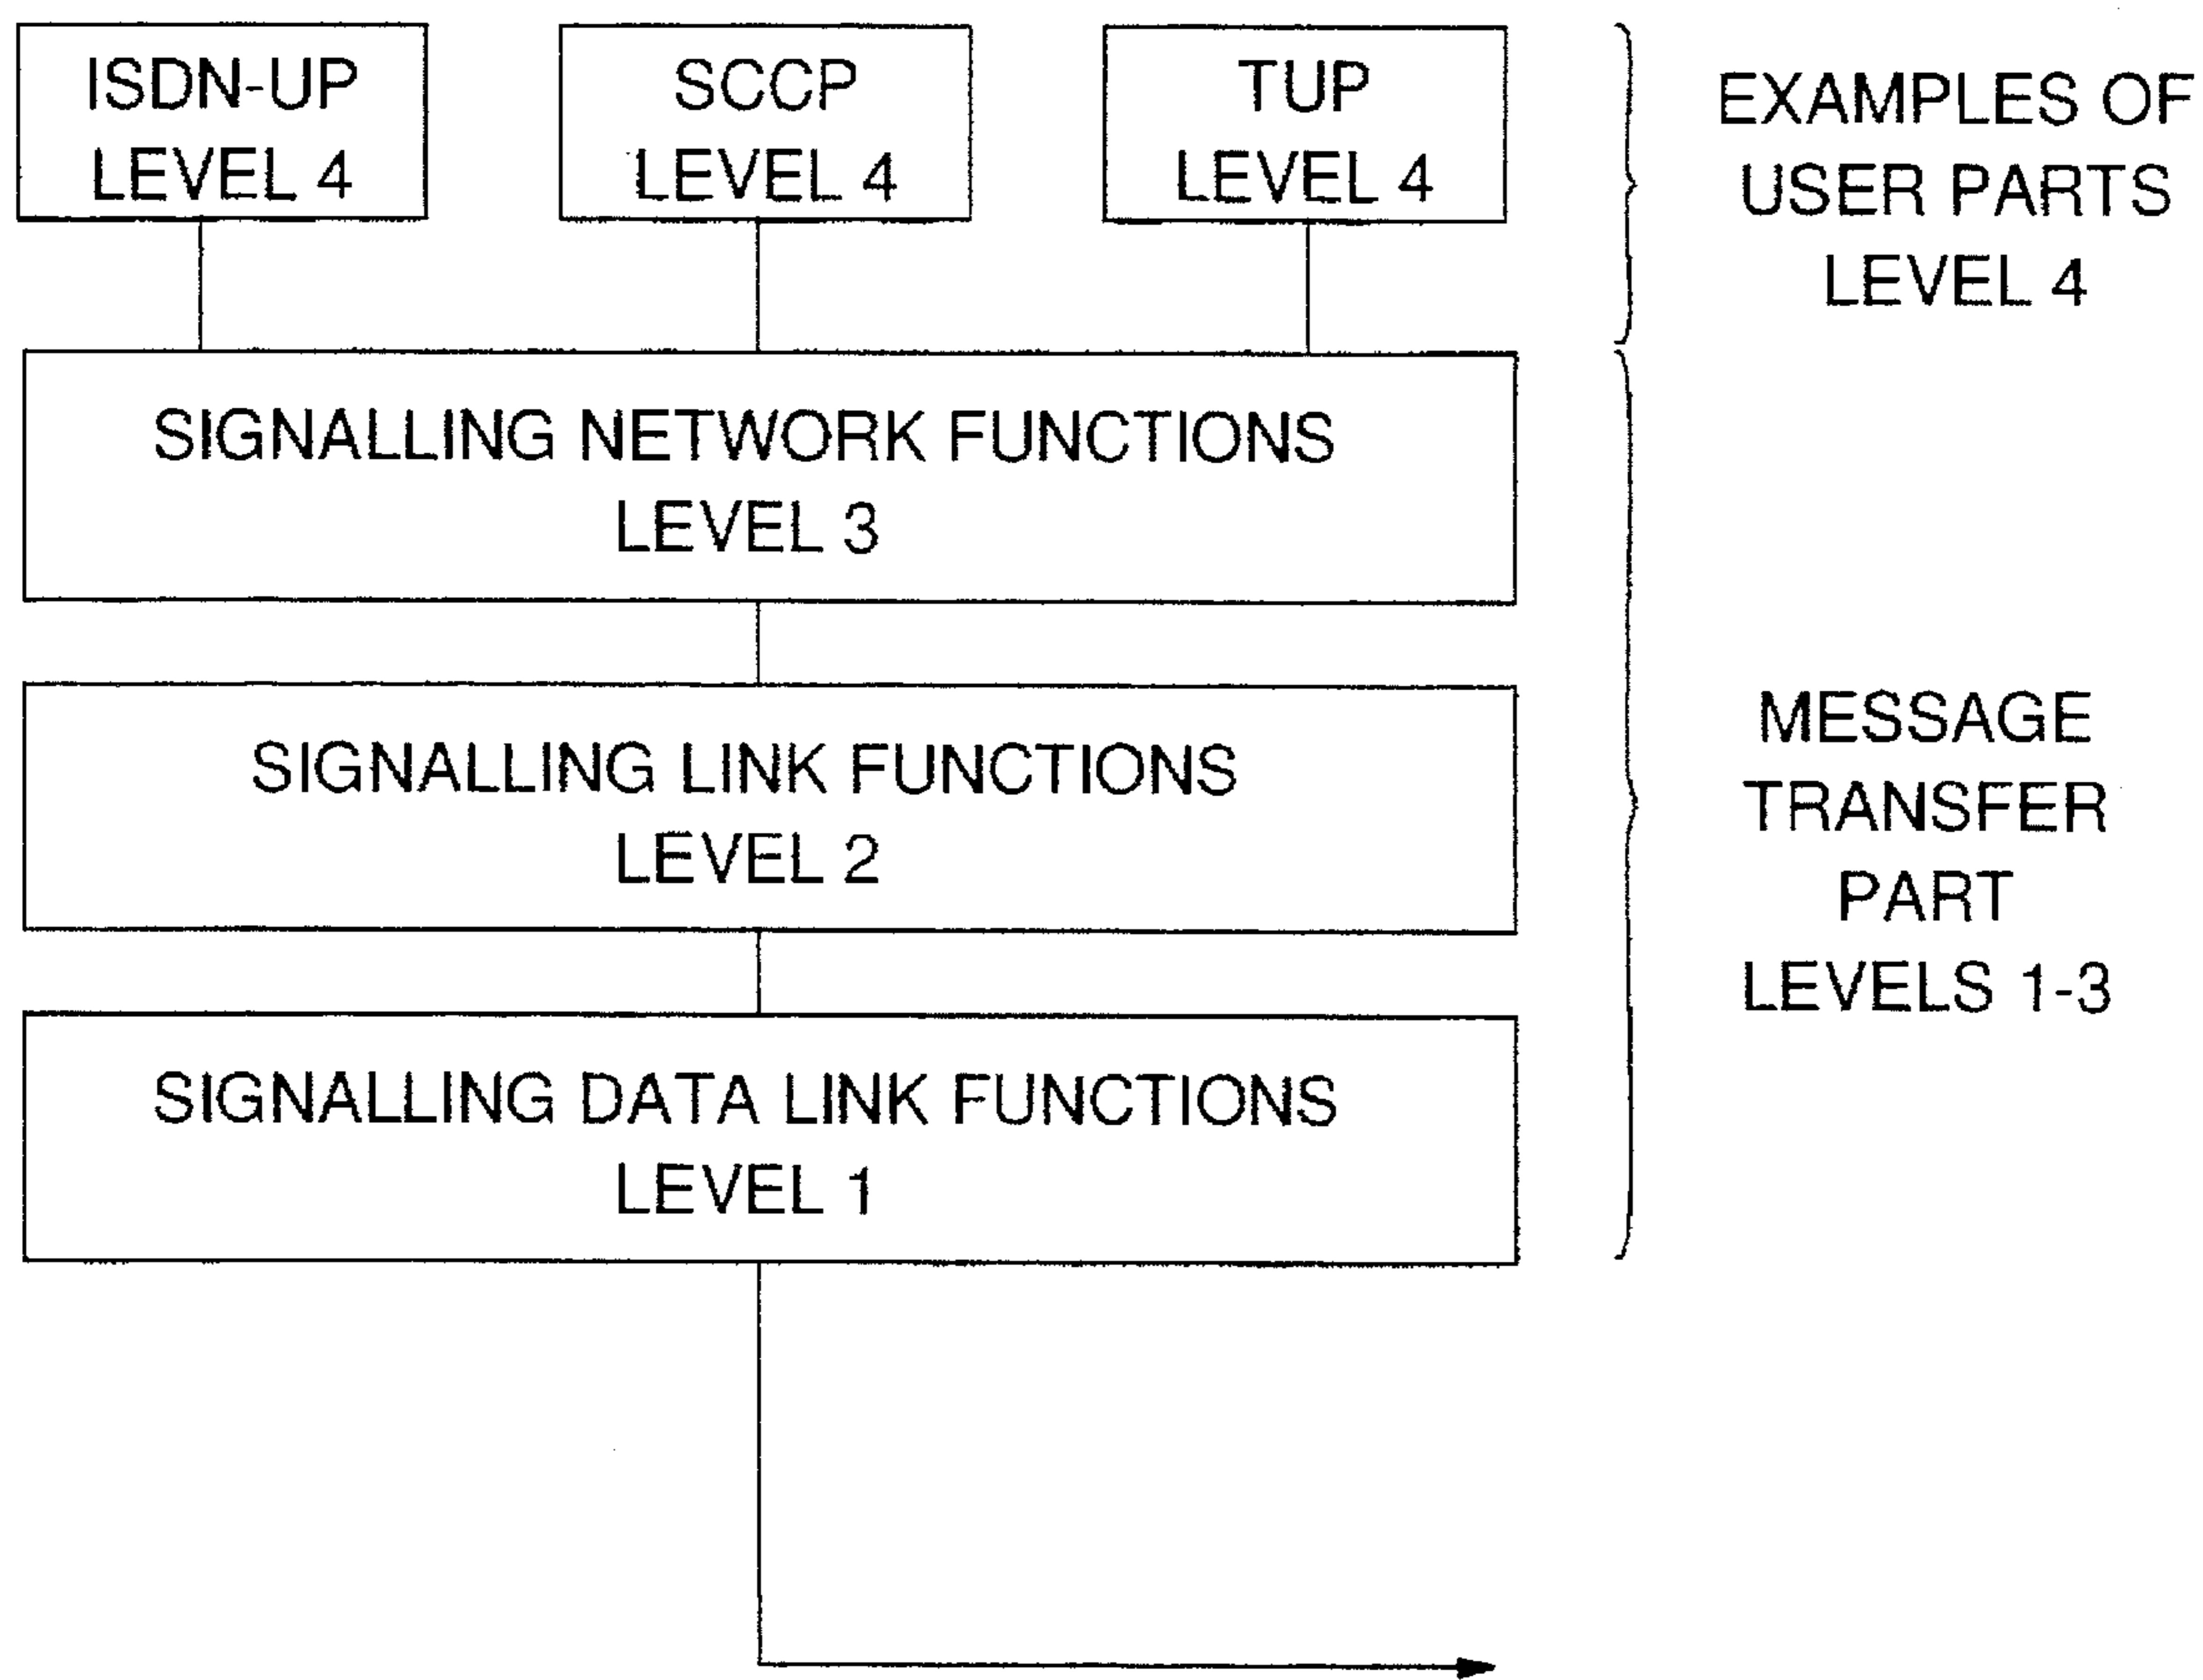 ISDN-UP
LEVEL 4
SCCP
LEVEL 4
TUP
LEVEL 4
EXAMPLES OF
USER PARTS
LEVEL 4
SIGNALLING NETWORK FUNCTIONS
LEVEL 3
SIGNALLING LINK FUNCTIONS
LEVEL 2
SIGNALLING DATA LINK FUNCTIONS
LEVEL 1
MESSAGE
TRANSFER
PART
LEVELS 1-3